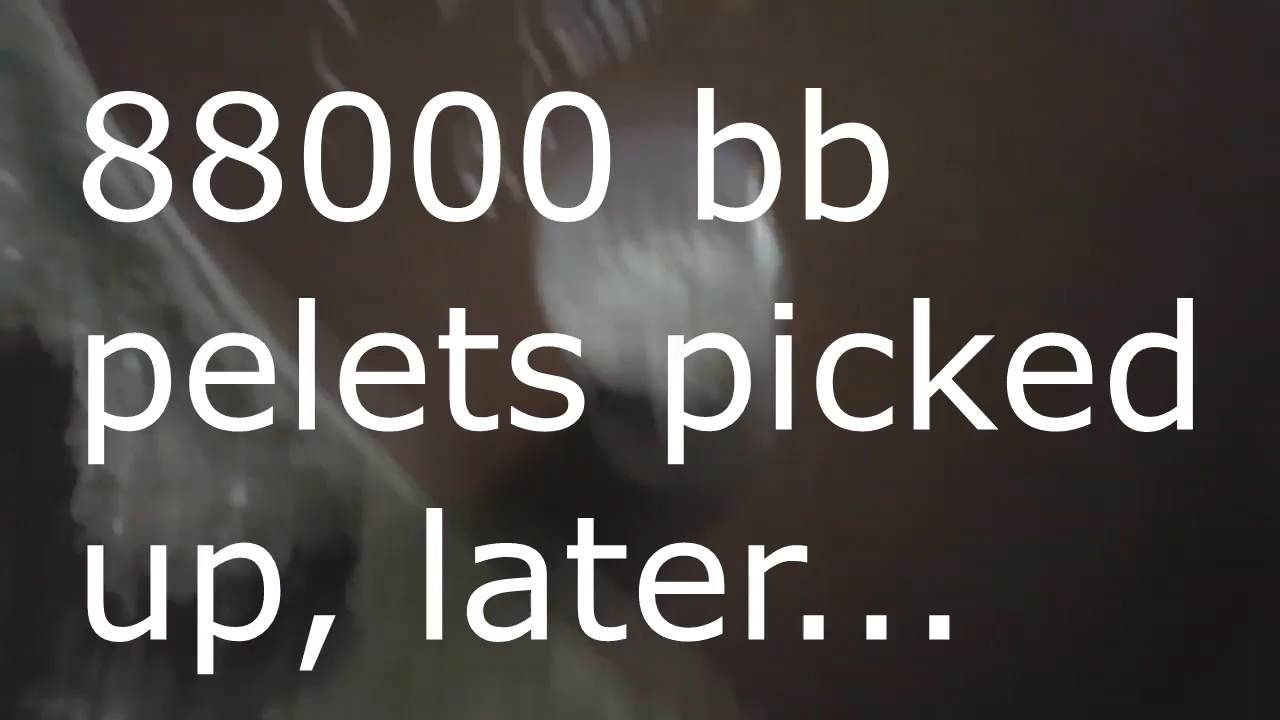 88000 bb
pelets picked
up, later...